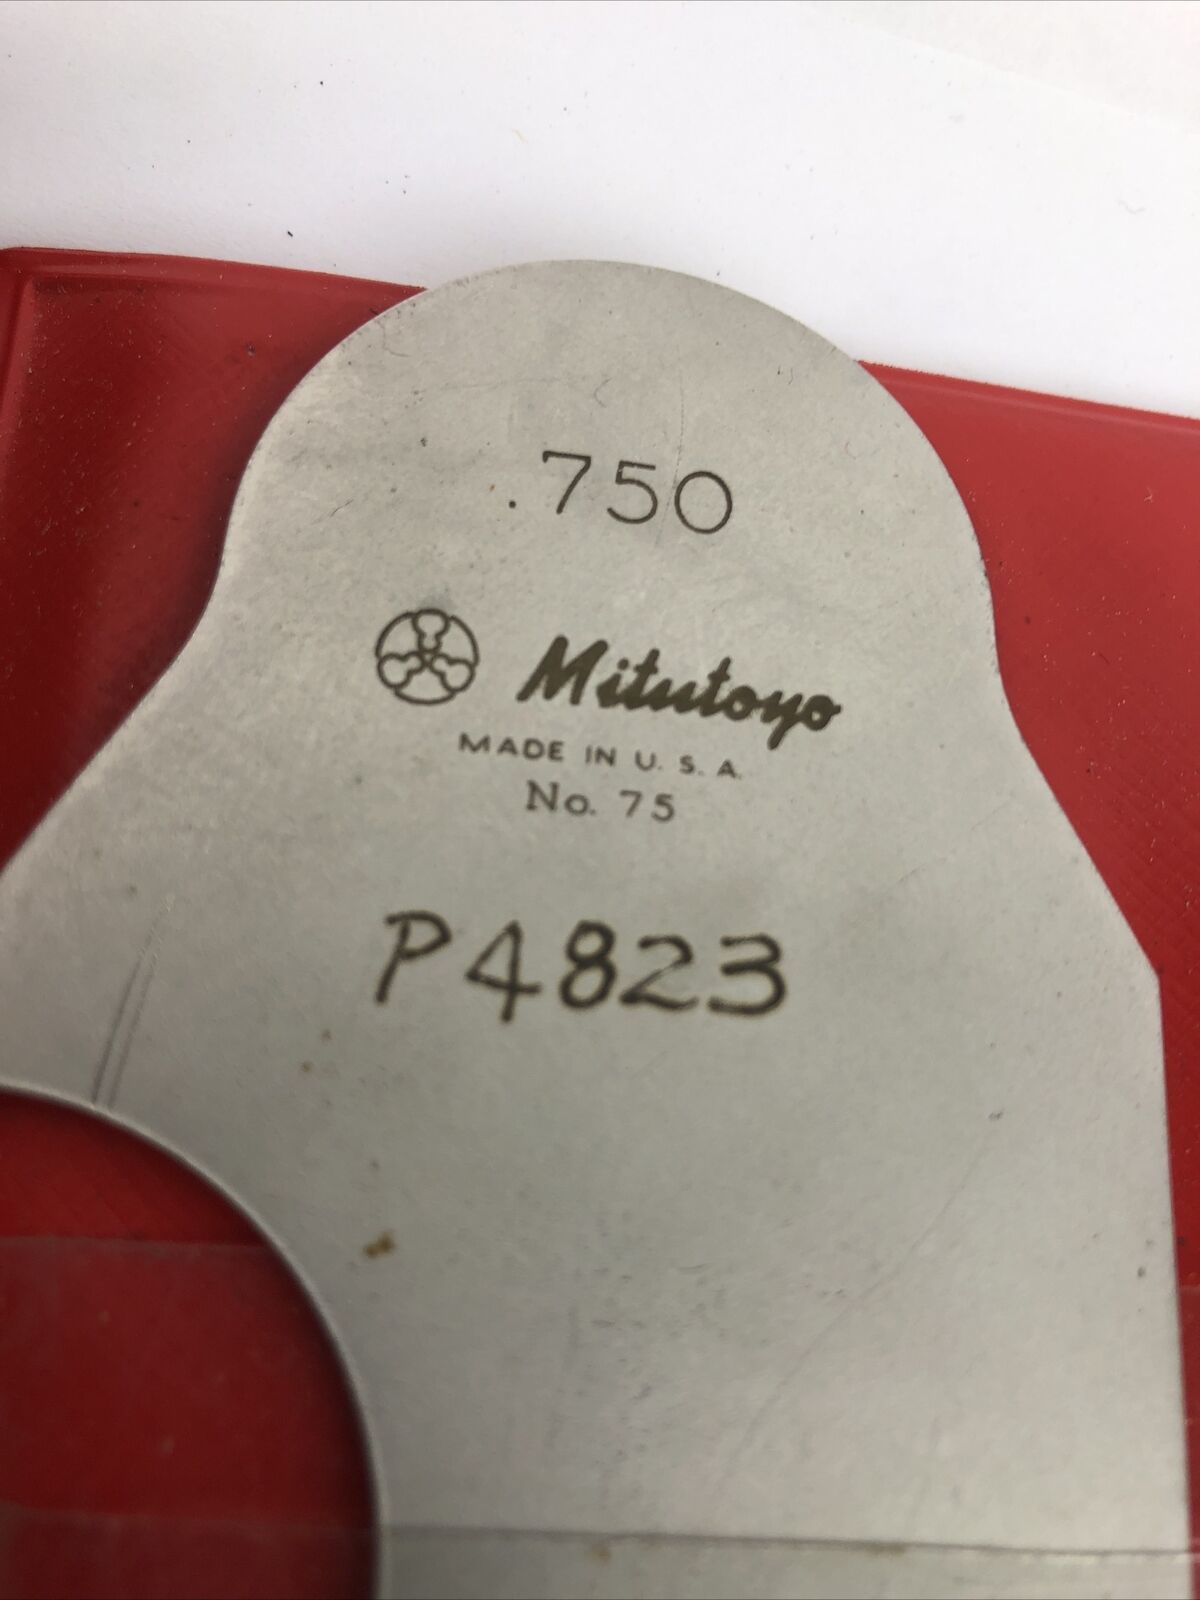 .750
Mitutoyo
MADE IN U. S. A.
No. 75
P4823